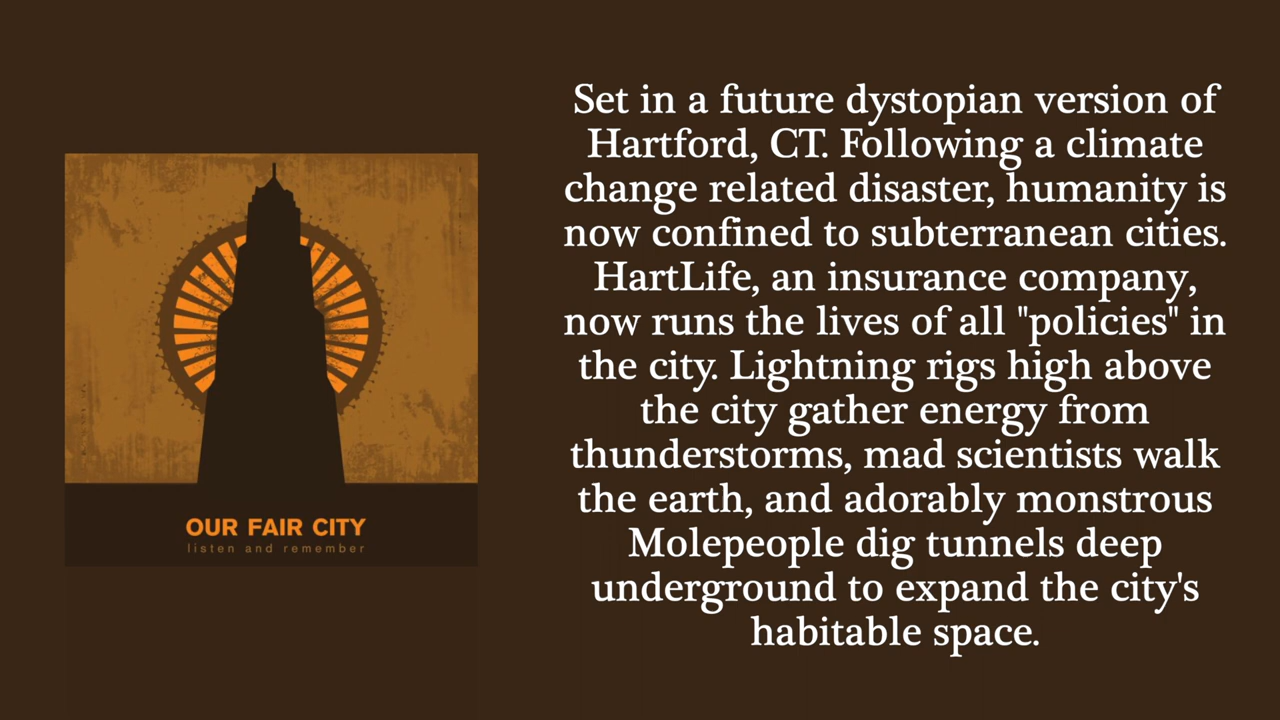 OUR FAIR CITY
listen and remember
Set in a future dystopian version of
Hartford, CT. Following a climate
change related disaster, humanity is
now confined to subterranean cities.
HartLife, an insurance company,
now runs the lives of all "policies" in
the city. Lightning rigs high above
the city gather energy from
thunderstorms, mad scientists walk
the earth, and adorably monstrous
Molepeople dig tunnels deep
underground to expand the city's
habitable space.